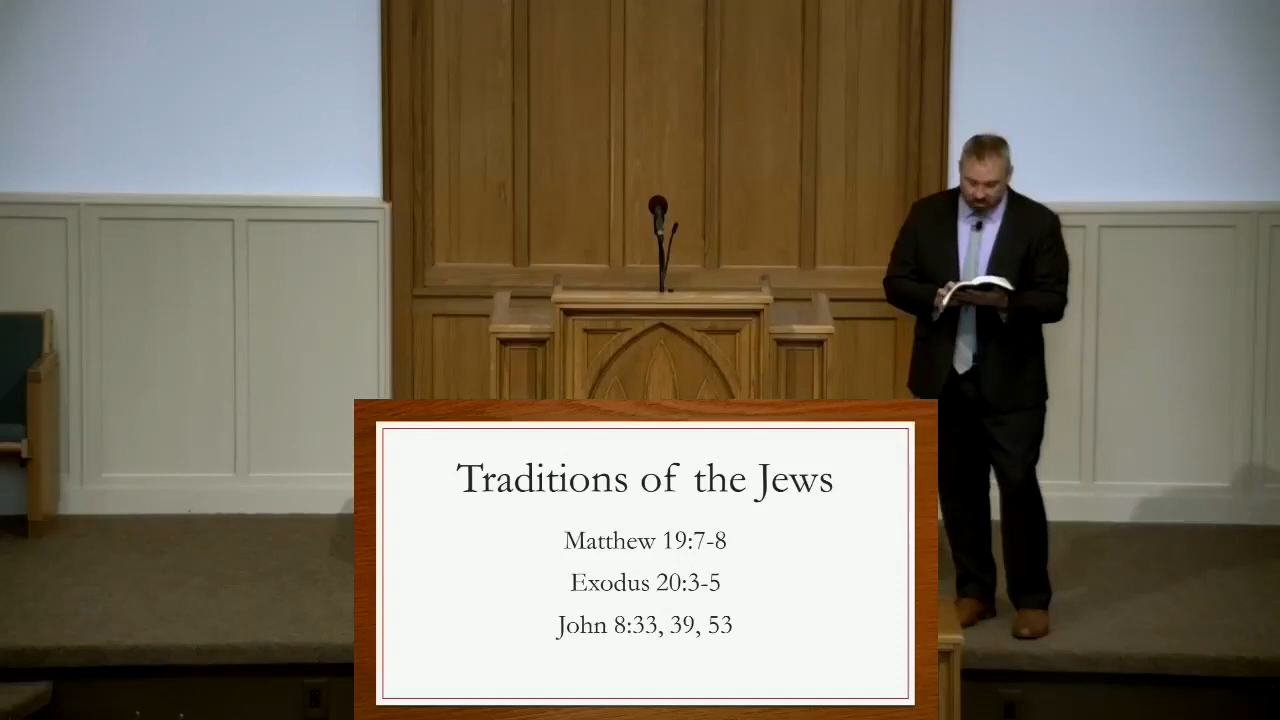 Traditions of the Jews
Matthew 19:7-8
Exodus 20:3-5
John 8:33, 39, 53